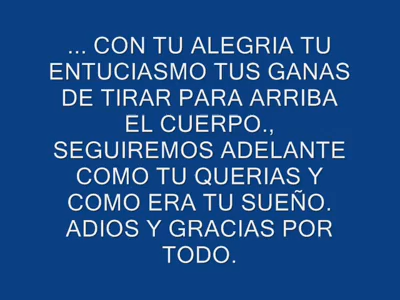 ... CON TU ALEGRIA TU
ENTUCIASMO TUS GANAS
DE TIRAR PARA ARRIBA
EL CUERPO.,
SEGUIREMOS ADELANTE
COMO TU QUERIAS Y
COMO ERA TU SUEÑO.
ADIOS Y GRACIAS POR
TODO.